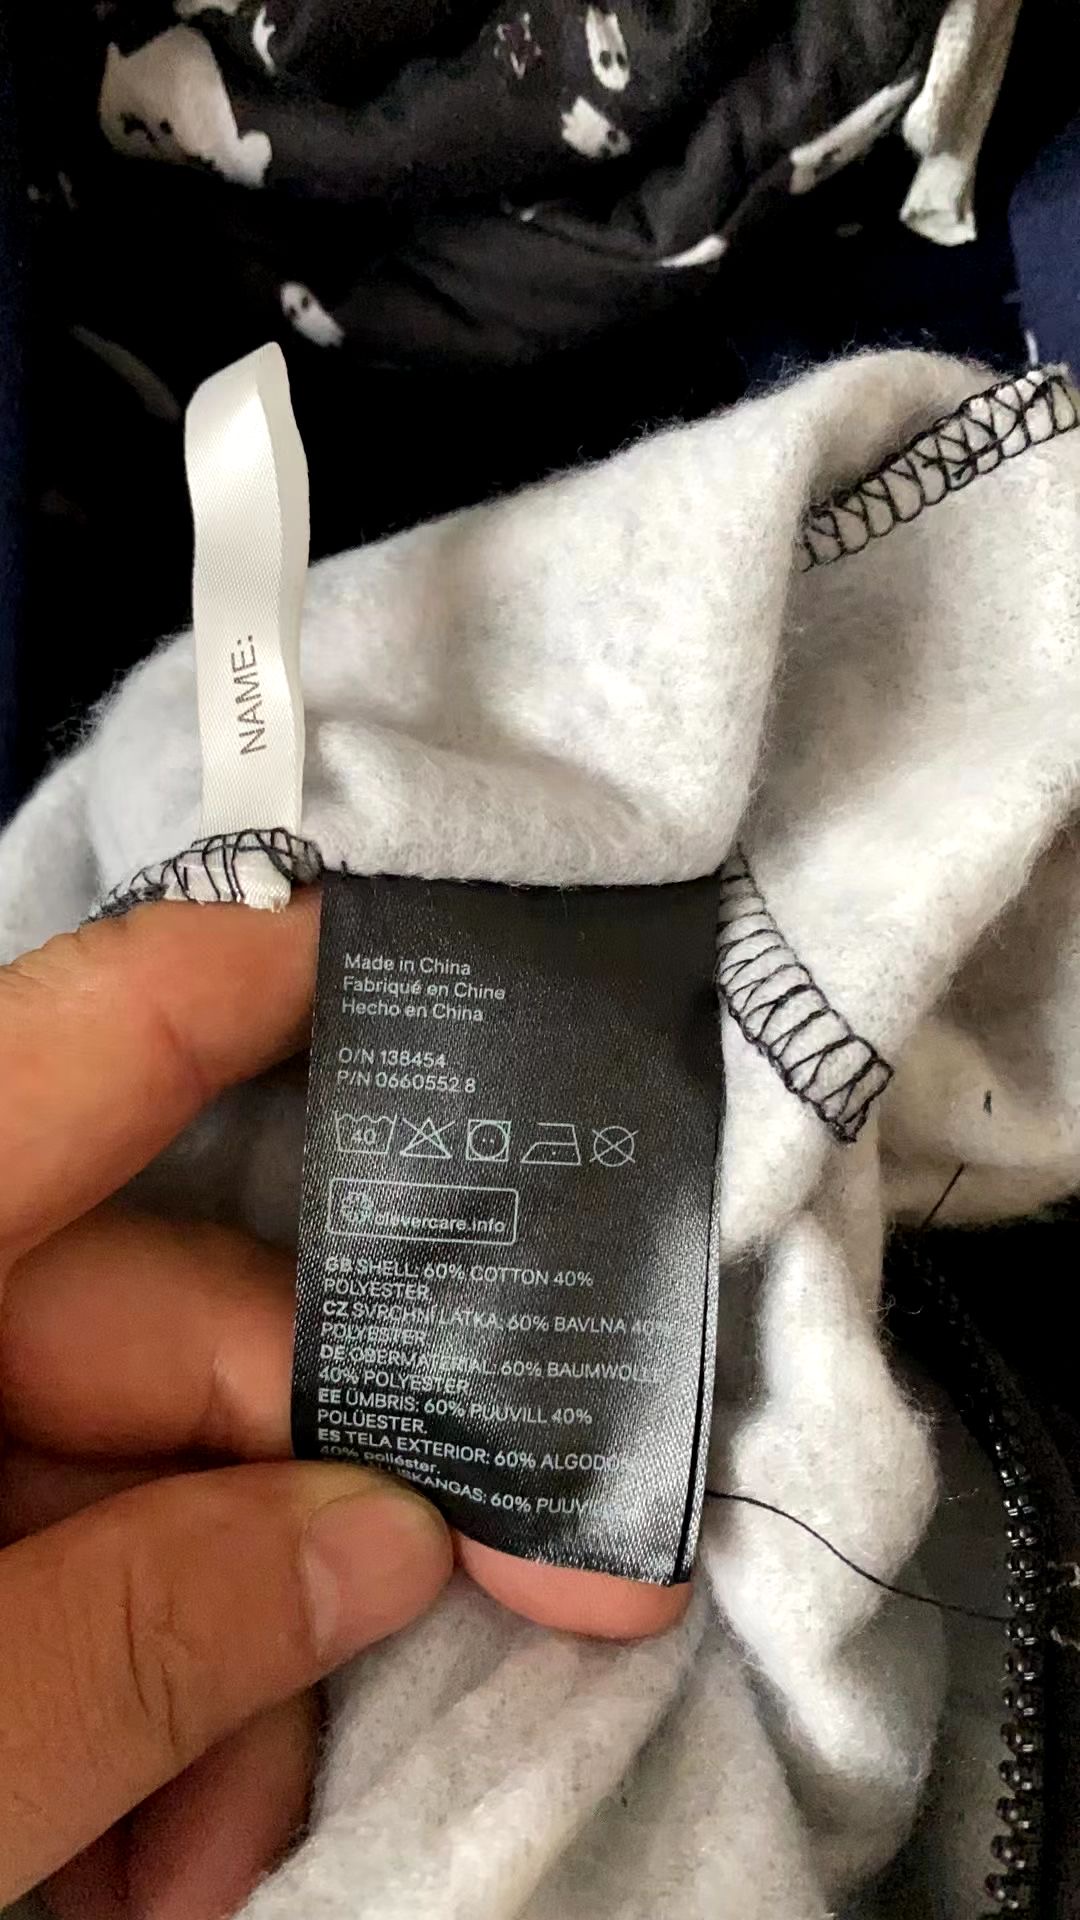 NAME:
Made in China
Fabriqué en Chine
Hecho en China
O/N 138454
P/N 0660552 8
40
clevercare.info
GB SHELL: 60% COTTON 40%
POLYESTER.
CZ SVRCHNÍ LÁTKA: 60% BAVLNA 40%
POLYESTER.
DE OBERMATERIAL: 60% BAUMWOLLE
40% POLYESTER.
EE ÜMBRIS: 60% PUUVILL 40%
POLÜESTER.
ES TELA EXTERIOR: 60%
40% poliéster.
60%